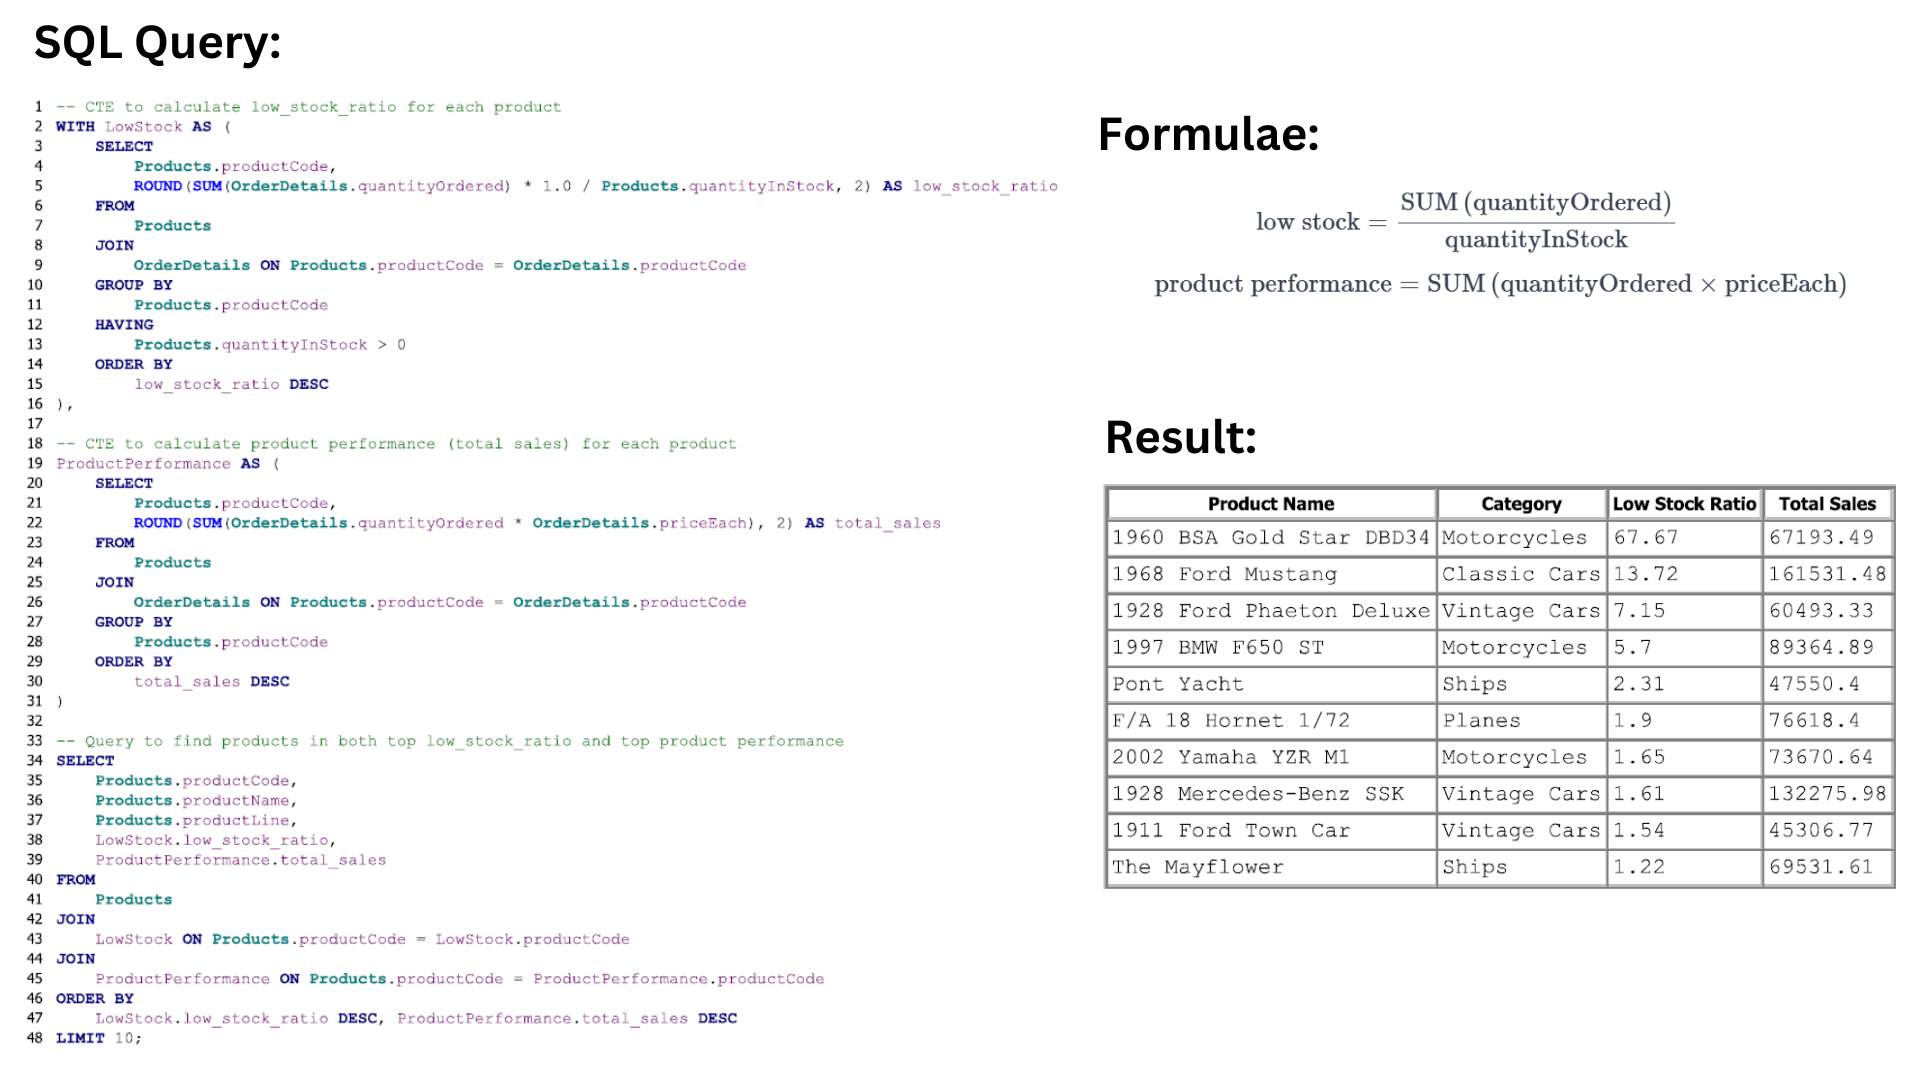 SQL Query:
1 -- CTE to calculate low_stock_ratio for each product
2 WITH LowStock AS (
3 SELECT
4 Products.productCode,
5 ROUND(SUM(OrderDetails.quantityOrdered) * 1.0 / Products.quantityInStock, 2) AS low_stock_ratio
6 FROM
7 Products
8 JOIN
9 OrderDetails ON Products.productCode = OrderDetails.productCode
10 GROUP BY
11 Products.productCode
12 HAVING
13 Products.quantityInStock > 0
14 ORDER BY
15 low_stock_ratio DESC
16 ),
17
18 -- CTE to calculate product performance (total sales) for each product
19 ProductPerformance AS (
20 SELECT
21 Products.productCode,
22 ROUND(SUM(OrderDetails.quantityOrdered * OrderDetails.priceEach), 2) AS total_sales
23 FROM
24 Products
25 JOIN
26 OrderDetails ON Products.productCode = OrderDetails.productCode
27 GROUP BY
28 Products.productCode
29 ORDER BY
30 total_sales DESC
31 )
32
33 -- Query to find products in both top low_stock_ratio and top product performance
34 SELECT
35 Products.productCode,
36 Products.productName,
37 Products.productLine,
38 LowStock.low_stock_ratio,
39 ProductPerformance.total_sales
40 FROM
41 Products
42 JOIN
43 LowStock ON Products.productCode = LowStock.productCode
44 JOIN
45 ProductPerformance ON Products.productCode = ProductPerformance.productCode
46 ORDER BY
47 LowStock.low_stock_ratio DESC, ProductPerformance.total_sales DESC
48 LIMIT 10;
Formulae:
low stock = SUM (quantityOrdered)
quantityInStock
product performance = SUM (quantityOrdered × priceEach)
Result:
Product Name Category Low Stock Ratio Total Sales
1960 BSA Gold Star DBD34 Motorcycles 67.67 67193.49
1968 Ford Mustang Classic Cars 13.72 161531.48
1928 Ford Phaeton Deluxe Vintage Cars 7.15 60493.33
1997 BMW F650 ST Motorcycles 5.7 89364.89
Pont Yacht Ships 2.31 47550.4
F/A 18 Hornet 1/72 Planes 1.9 76618.4
2002 Yamaha YZR M1 Motorcycles 1.65 73670.64
1928 Mercedes-Benz SSK Vintage Cars 1.61 132275.98
1911 Ford Town Car Vintage Cars 1.54 45306.77
The Mayflower Ships 1.22 69531.61